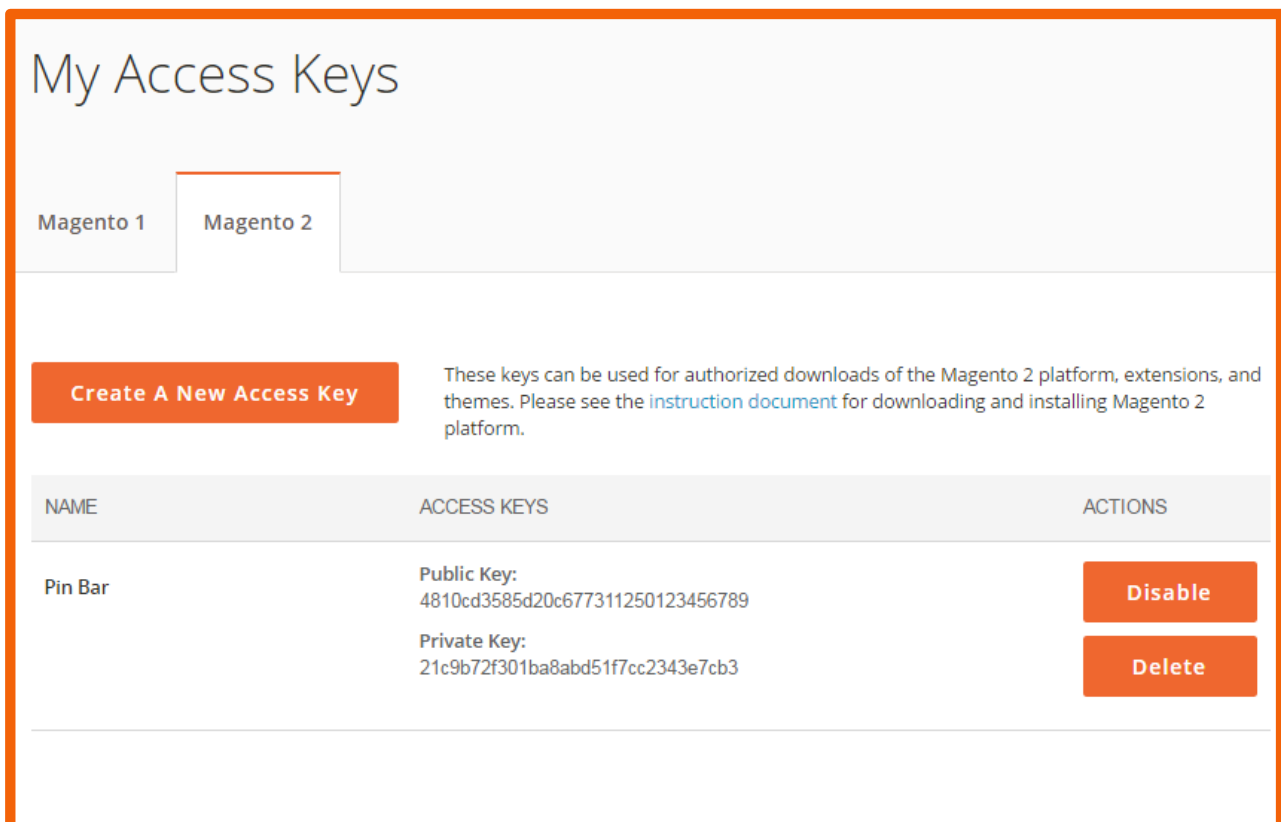 My Access Keys
Magento 1
Magento 2
Create A New Access Key
These keys can be used for authorized downloads of the Magento 2 platform, extensions, and
themes. Please see the instruction document for downloading and installing Magento 2
platform.
NAME
ACCESS KEYS
ACTIONS
Pin Bar
Public Key:
4810cd3585d20c677311250123456789
Private Key:
21c9b72f301ba8abd51f7cc2343e7cb3
Disable
Delete